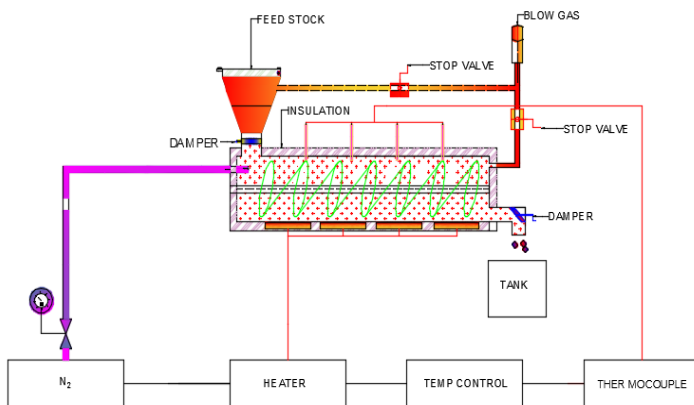 FEED STOCK
BLOW GAS
STOP VALVE
INSULATION
DAMPER
STOP VALVE
DAMPER
TANK
N2
HEATER
TEMP CONTROL
THER MOCOUPLE